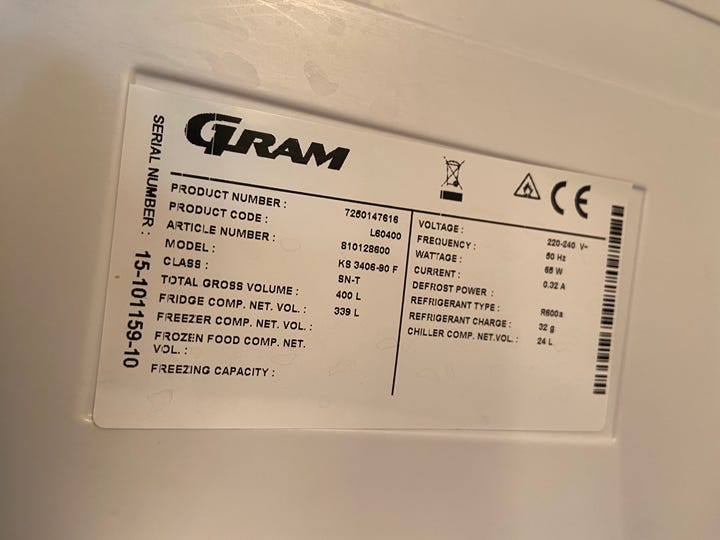 GRAM
SERIAL NUMBER : 15-101159-10
PRODUCT NUMBER : 7250147616
PRODUCT CODE : L60400
ARTICLE NUMBER : 810128600
MODEL : KS 3406-90 F
CLASS : SN-T
TOTAL GROSS VOLUME : 400 L
FRIDGE COMP. NET. VOL. : 339 L
FREEZER COMP. NET. VOL. :
FROZEN FOOD COMP. NET.
VOL. :
FREEZING CAPACITY :
CE
VOLTAGE : 220-240 V~
FREQUENCY : 50 Hz
WATTAGE : 65 W
CURRENT : 0.32 A
DEFROST POWER :
REFRIGERANT TYPE : R600a
REFRIGERANT CHARGE : 32 g
CHILLER COMP. NET.VOL. : 24 L